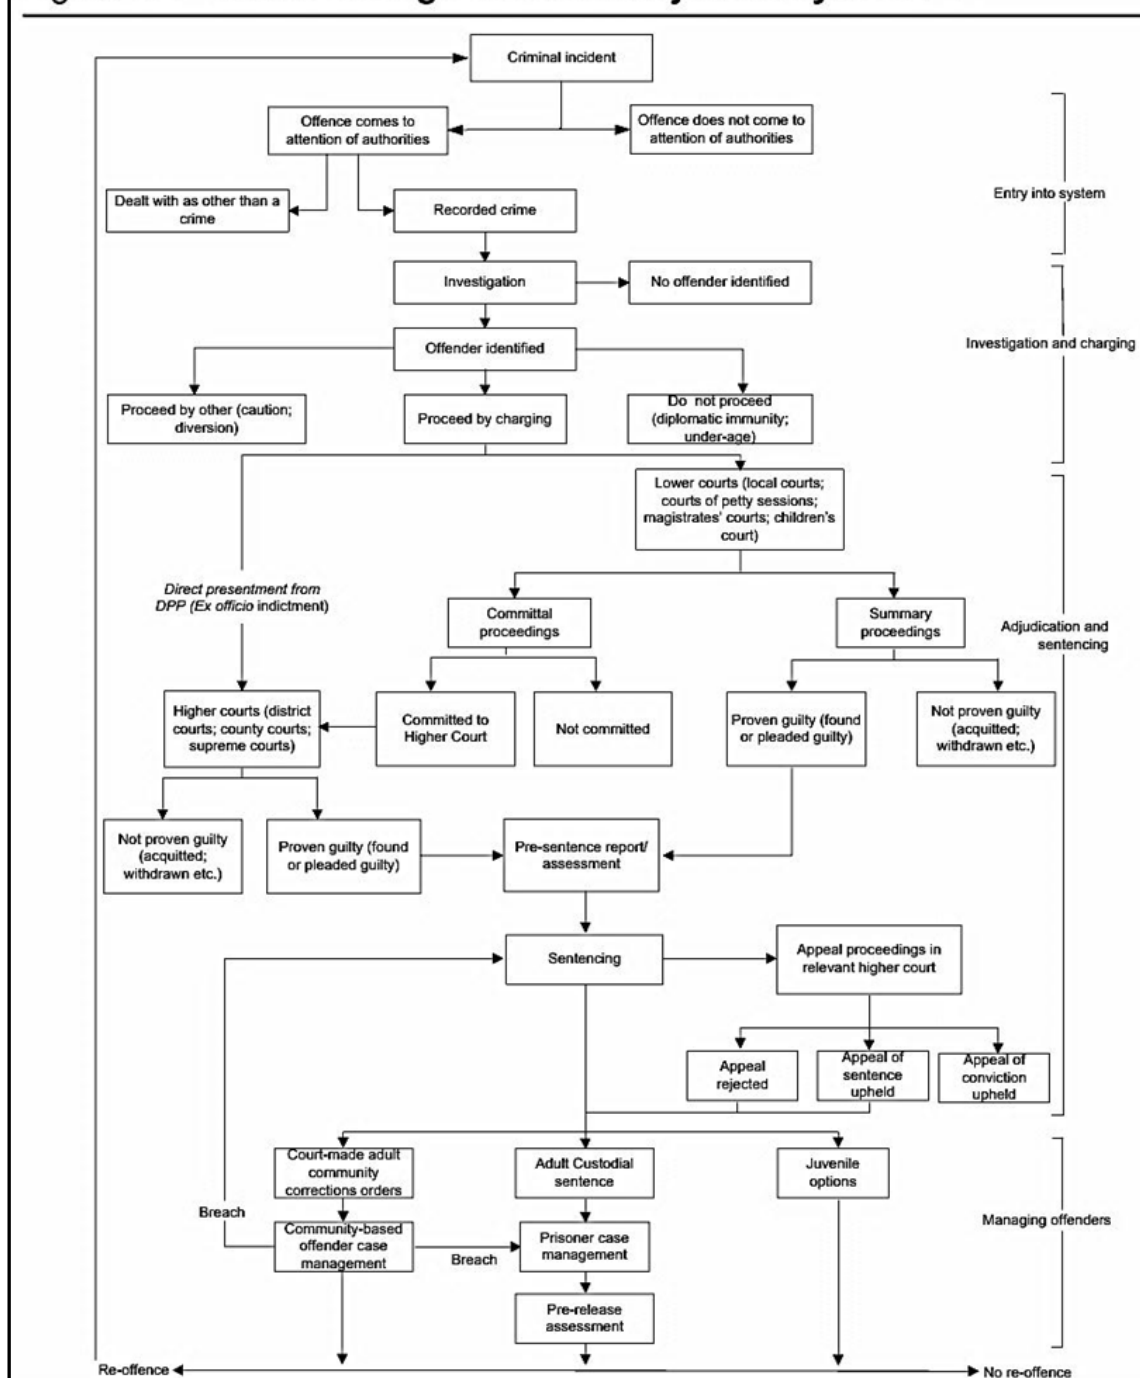 Criminal incident
Offence comes to
attention of authorities
Offence does not come to
attention of authorities
Entry into system
Dealt with as other than a
crime
Recorded crime
Investigation
No offender identified
Offender identified
Investigation and charging
Proceed by other (caution;
diversion)
Proceed by charging
Do not proceed
(diplomatic immunity;
under-age)
Lower courts (local courts;
courts of petty sessions;
magistrates' courts; children's
court)
Direct presentment from
DPP (Ex officio indictment)
Committal
proceedings
Summary
proceedings
Adjudication and
sentencing
Higher courts (district
courts; county courts;
supreme courts)
Committed to
Higher Court
Not committed
Proven guilty (found
or pleaded guilty)
Not proven guilty
(acquitted;
withdrawn etc.)
Not proven guilty
(acquitted;
withdrawn etc.)
Proven guilty (found
or pleaded guilty)
Pre-sentence report/
assessment
Sentencing
Appeal proceedings in
relevant higher court
Appeal
rejected
Appeal of
sentence
upheld
Appeal of
conviction
upheld
Court-made adult
community
corrections orders
Adult Custodial
sentence
Juvenile
options
Breach
Community-based
offender case
management
Breach
Prisoner case
management
Managing offenders
Pre-release
assessment
Re-offence
No re-offence